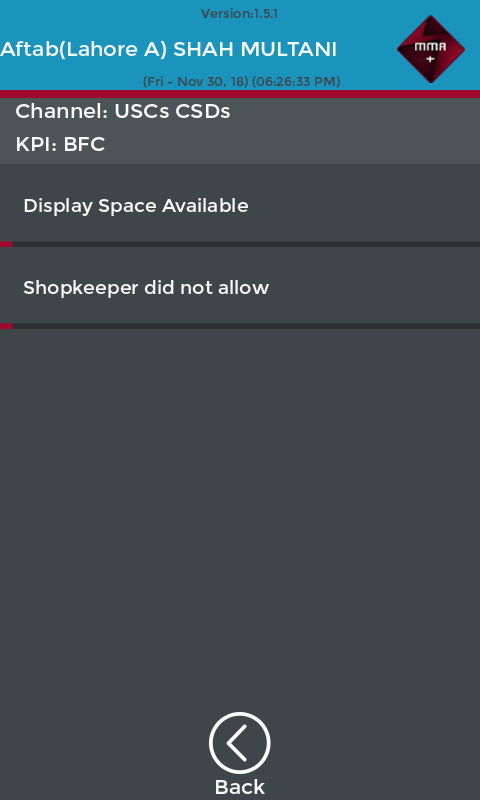 Version:1.5.1
Aftab(Lahore A) SHAH MULTANI
MMA
+
(Fri - Nov 30, 18) (06:26:33 PM)
Channel: USCs CSDs
KPI: BFC
Display Space Available
Shopkeeper did not allow
Back